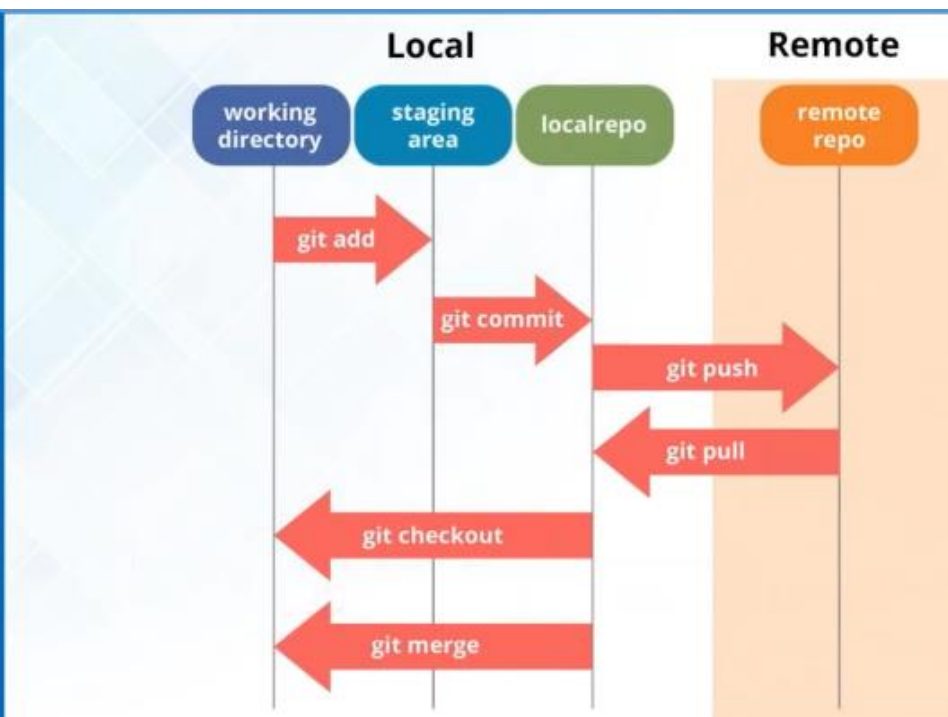 Local
Remote
working
directory
staging
area
localrepo
remote
repo
git add
git commit
git push
git pull
git checkout
git merge